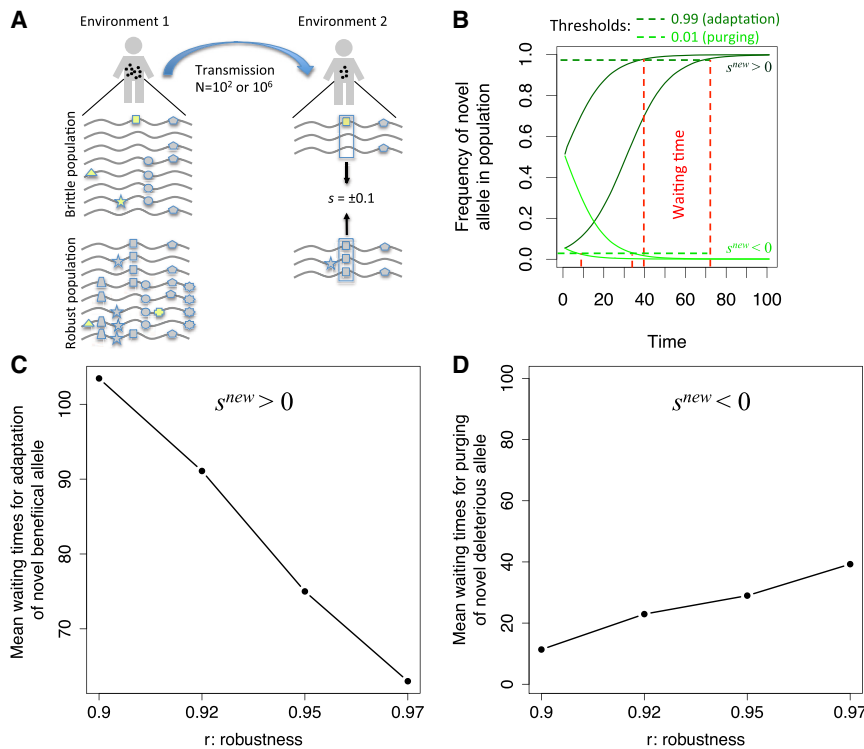 A
Environment 1
Environment 2
Transmission
N=10² or 10⁶
Brittle population
Robust population
s = ±0.1
B
Thresholds:
0.99 (adaptation)
0.01 (purging)
Frequency of novel
allele in population
1.0
0.8
0.6
0.4
0.2
0.0
sⁿᵉʷ > 0
Waiting time
sⁿᵉʷ < 0
0 20 40 60 80 100
Time
C
Mean waiting times for adaptation
of novel benefiical allele
100
90
80
70
sⁿᵉʷ > 0
0.9 0.92 0.95 0.97
r: robustness
D
Mean waiting times for purging
of novel deleterious allele
100
80
60
40
20
0
sⁿᵉʷ < 0
0.9 0.92 0.95 0.97
r: robustness